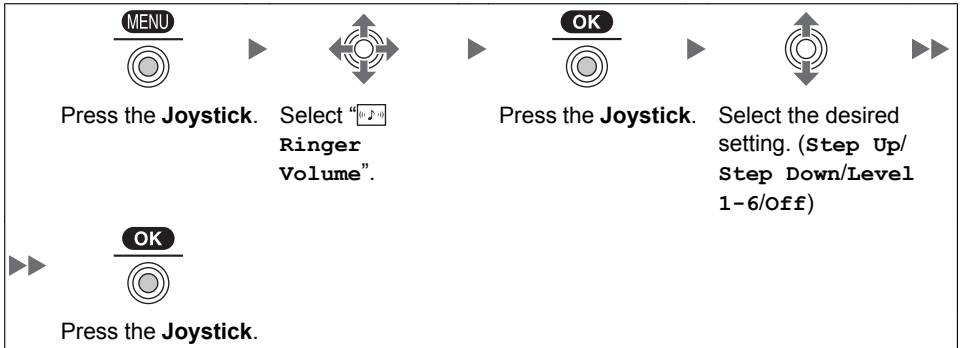 MENU
OK
Press the Joystick.
Select “
Ringer
Volume”.
Press the Joystick.
Select the desired
setting. (Step Up/
Step Down/Level
1-6/Off)
OK
Press the Joystick.